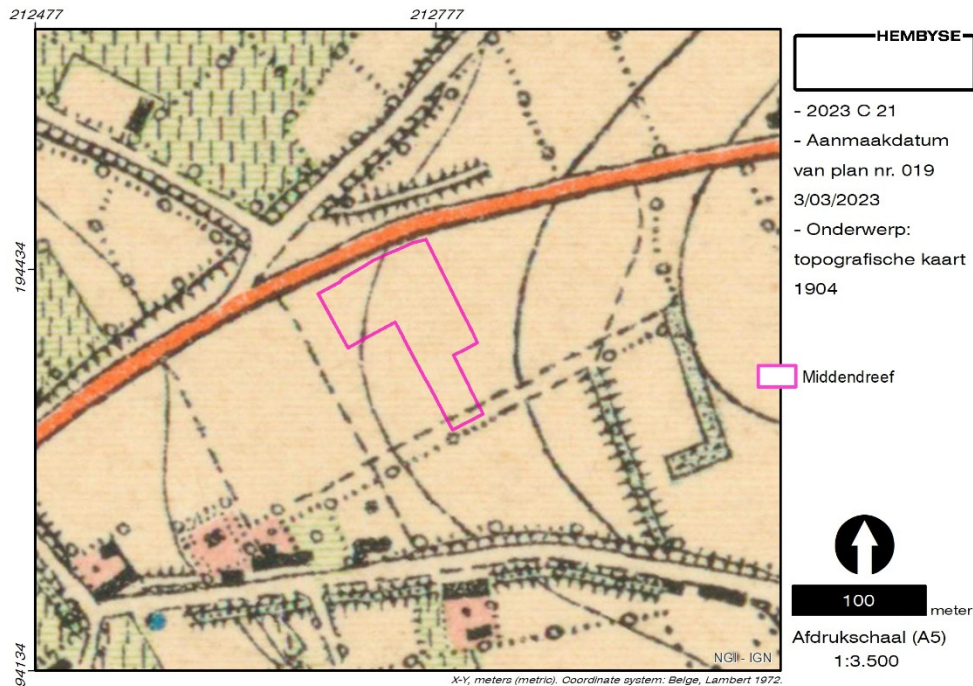 212477
212777
HEMBYSE
- 2023 C 21
- Aanmaakdatum
van plan nr. 019
3/03/2023
- Onderwerp:
topografische kaart
1904
194434
Middendreef
100 meter
Afdrukschaal (A5)
1:3.500
94134
NGI - IGN
X-Y, meters (metric). Coordinate system: Belge, Lambert 1972.